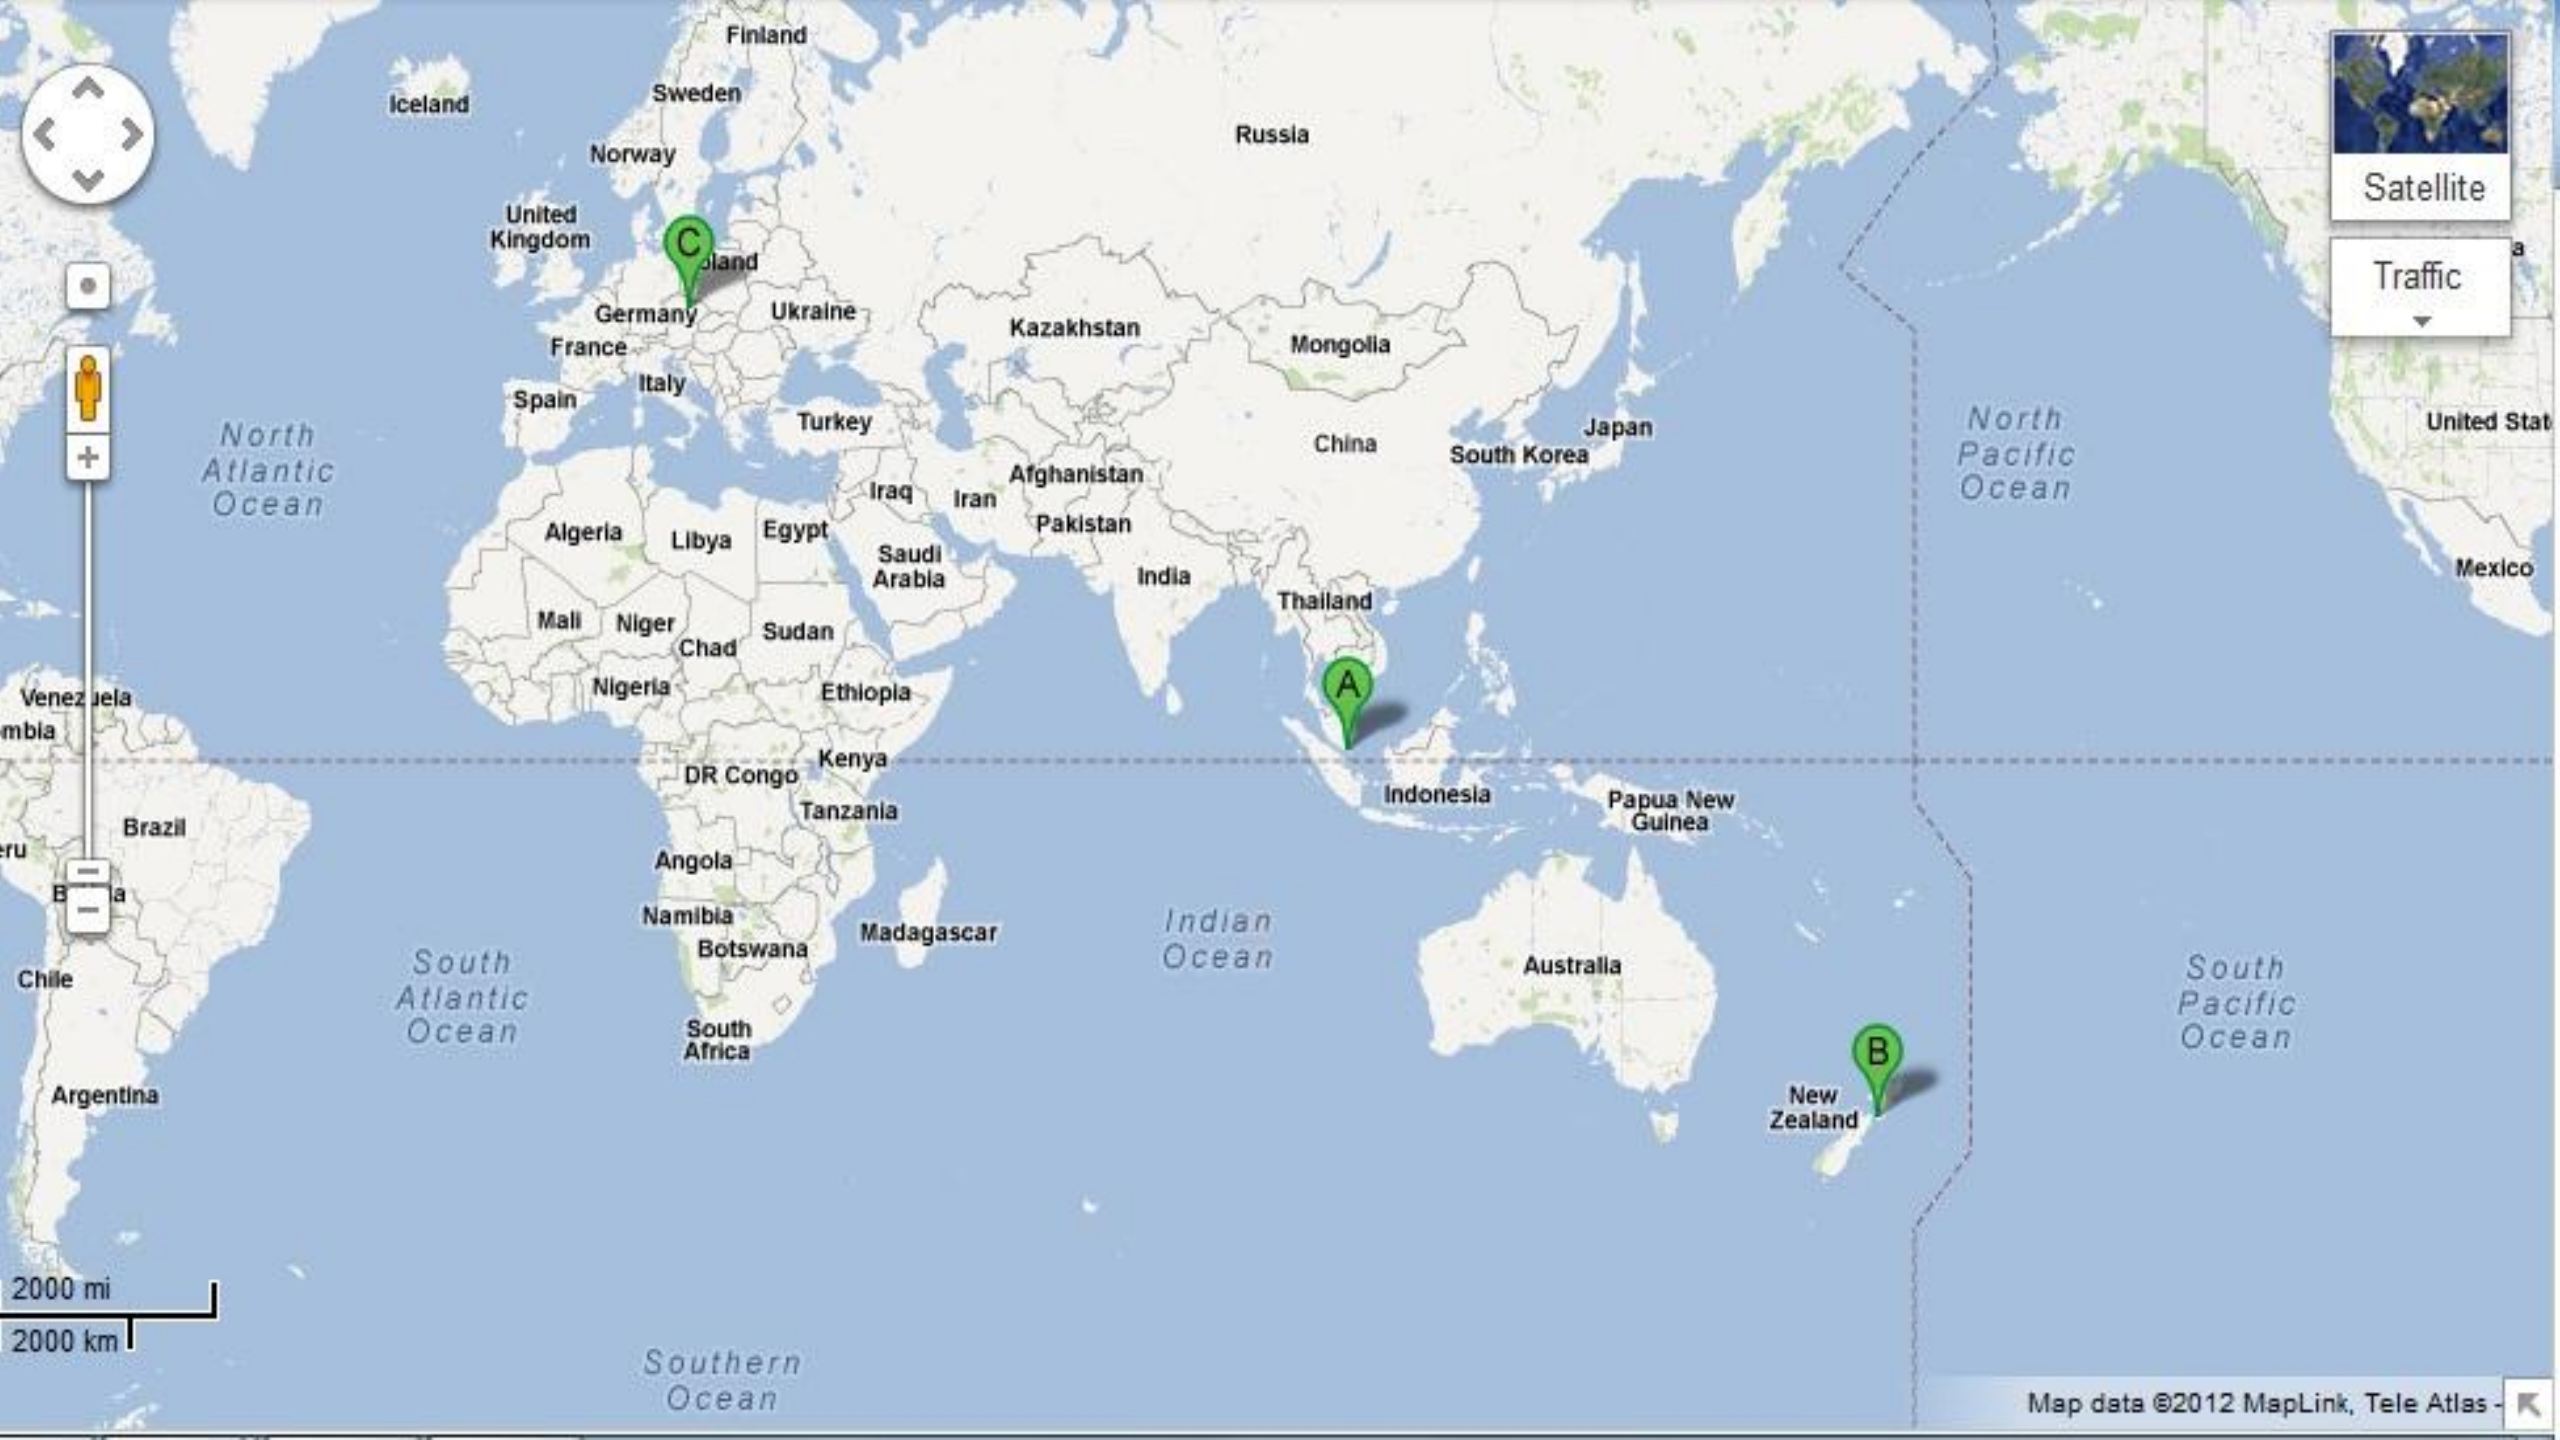 Finland
Sweden
Iceland
Russia
Norway
Satellite
United
Kingdom
C
oland
a
Traffic
Germany
Ukraine
Kazakhstan
France
Mongolia
Italy
Spain
Turkey
North
Atlantic
Ocean
North
Pacific
Ocean
United Stat
Japan
China
South Korea
Afghanistan
Iraq
Iran
Pakistan
Algeria
Libya
Egypt
Saudi
Arabia
India
Mexico
Thailand
Mali
Niger
Chad
Sudan
Nigeria
Ethiopia
A
Venezuela
mbia
Kenya
DR Congo
Indonesia
Papua New
Guinea
Tanzania
Brazil
eru
Angola
B a
Namibia
Botswana
Madagascar
Indian
Ocean
Australia
Chile
South
Atlantic
Ocean
South
Pacific
Ocean
South
Africa
B
New
Zealand
Argentina
2000 mi
2000 km
Southern
Ocean
Map data ©2012 MapLink, Tele Atlas -